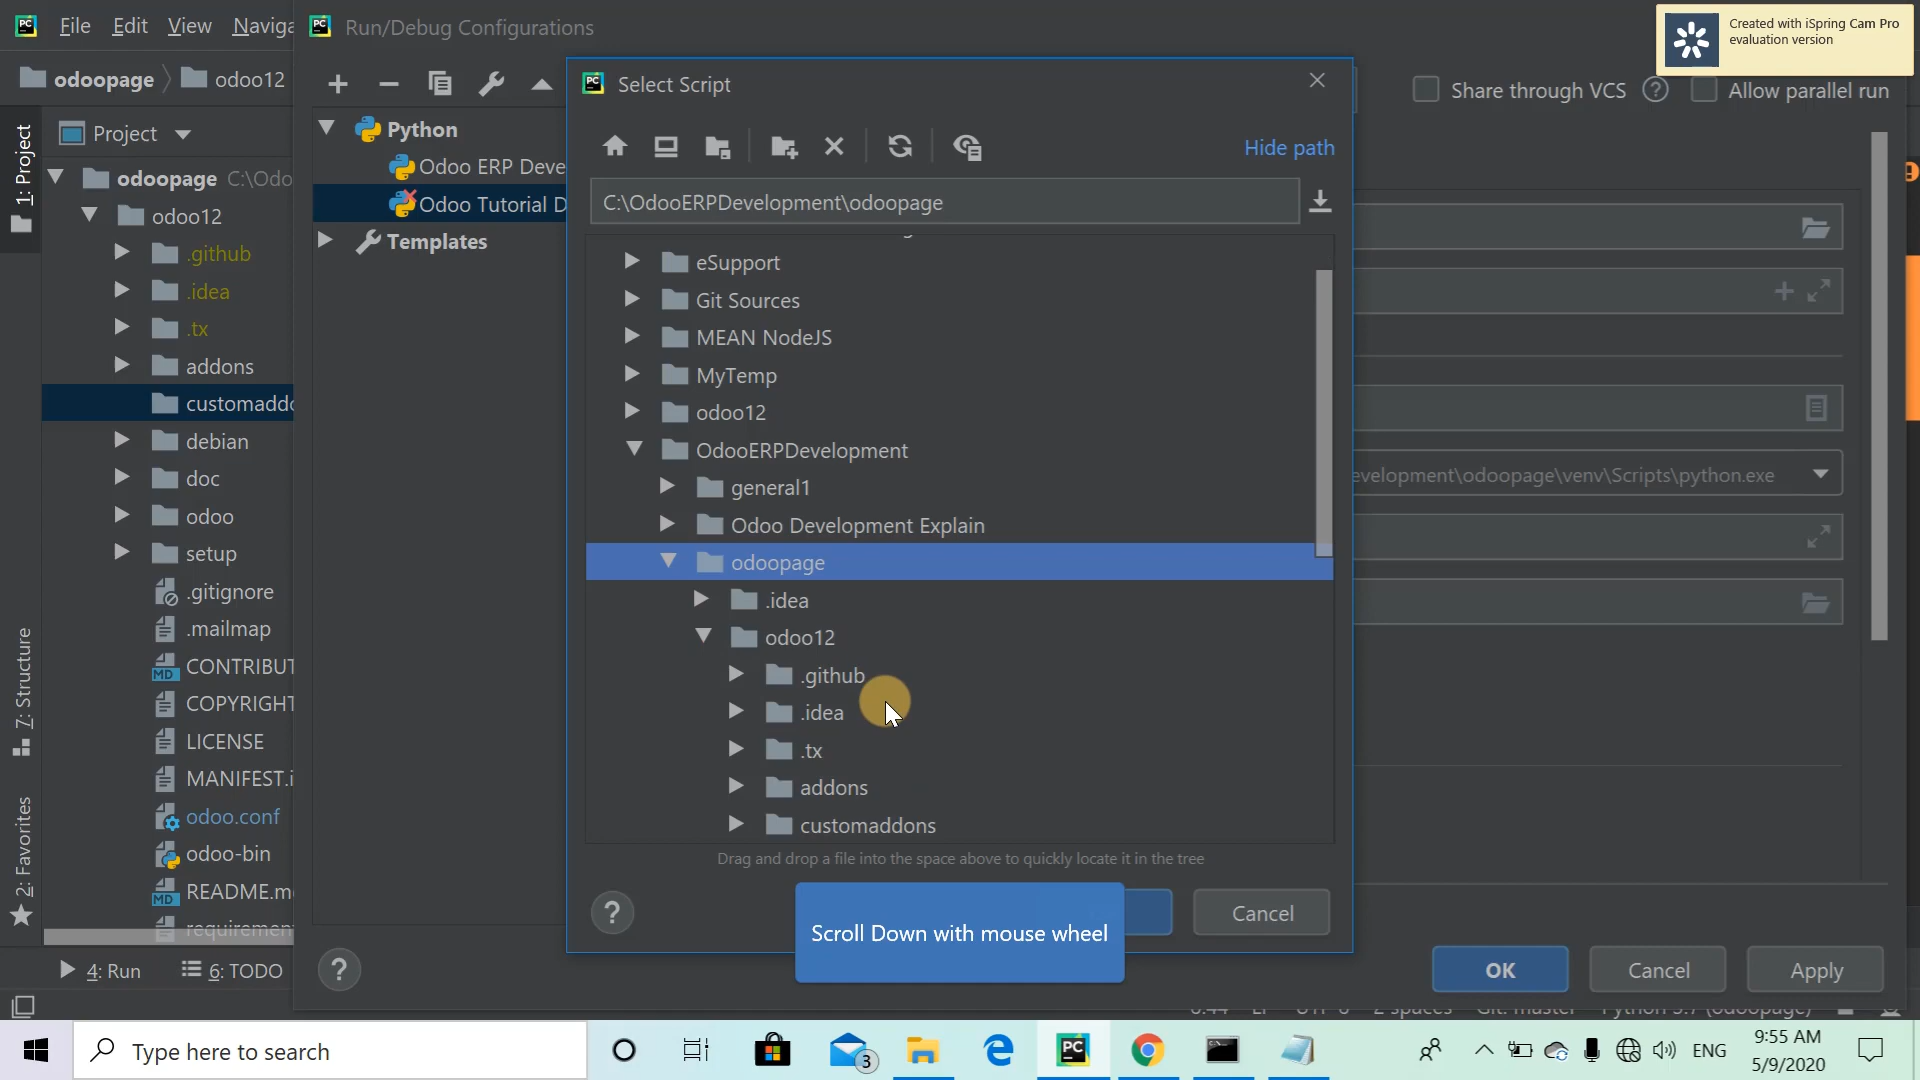 File Edit View Naviga
Run/Debug Configurations
Created with iSpring Cam Pro
evaluation version
odoopage odoo12
Select Script
Share through VCS Allow parallel run
Project
1: Project
Python
Hide path
Odoo ERP Deve
odoopage C:\Odo
C:\OdooERPDevelopment\odoopage
Odoo Tutorial D
odoo12
Templates
.github
eSupport
.idea
Git Sources
.tx
MEAN NodeJS
addons
MyTemp
customaddo
odoo12
debian
OdooERPDevelopment
doc
general1
evelopment\odoopage\venv\Scripts\python.exe
odoo
Odoo Development Explain
setup
odoopage
.gitignore
.idea
.mailmap
odoo12
CONTRIBUT
.github
COPYRIGHT
.idea
7: Structure
LICENSE
.tx
MANIFEST.i
addons
odoo.conf
customaddons
odoo-bin
Drag and drop a file into the space above to quickly locate it in the tree
2: Favorites
README.m
requiremen
Scroll Down with mouse wheel
Cancel
4: Run 6: TODO
OK Cancel Apply
Type here to search
3
ENG
9:55 AM
5/9/2020